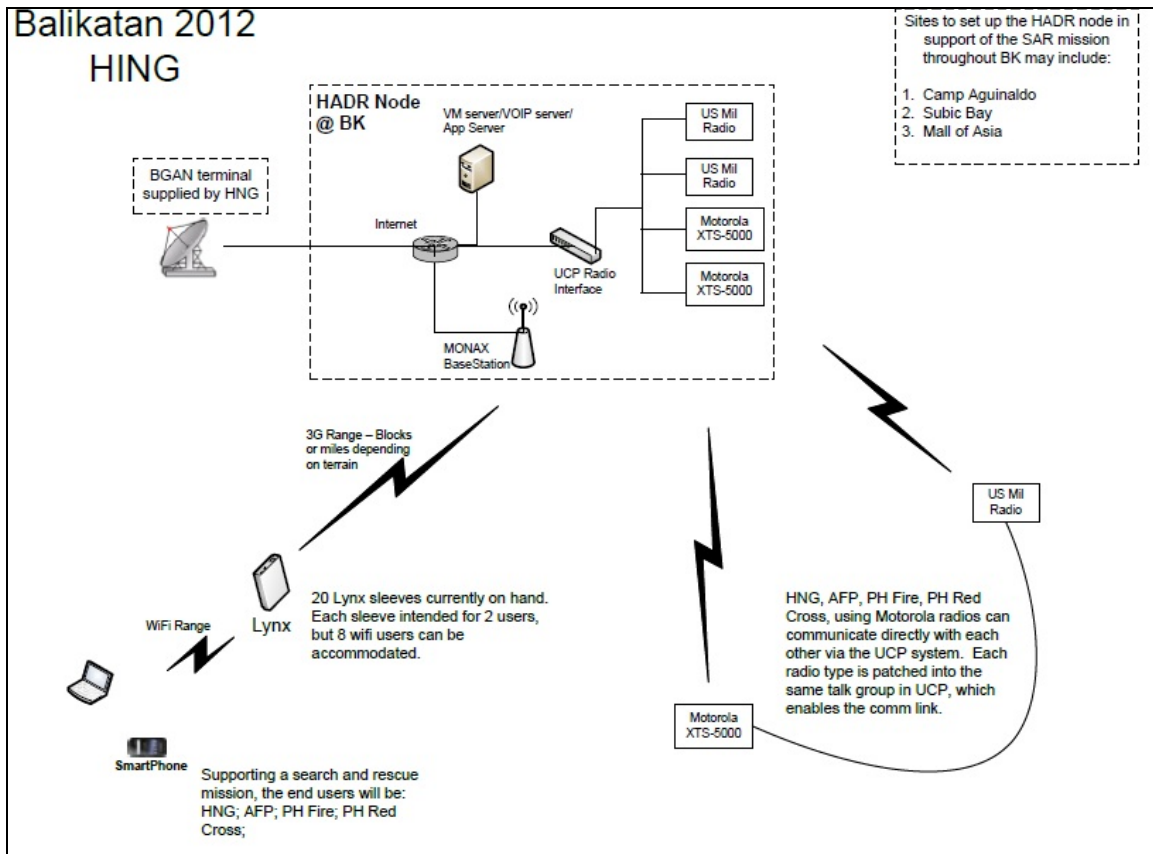 Balikatan 2012
HING
Sites to set up the HADR node in
support of the SAR mission
throughout BK may include:
1. Camp Aguinaldo
2. Subic Bay
3. Mall of Asia
HADR Node
@ BK
VM server/VOIP server/
App Server
US Mil
Radio
US Mil
Radio
Motorola
XTS-5000
Motorola
XTS-5000
BGAN terminal
supplied by HNG
Internet
UCP Radio
Interface
MONAX
BaseStation
3G Range – Blocks
or miles depending
on terrain
US Mil
Radio
Lynx
20 Lynx sleeves currently on hand.
Each sleeve intended for 2 users,
but 8 wifi users can be
accommodated.
WiFi Range
HNG, AFP, PH Fire, PH Red
Cross, using Motorola radios can
communicate directly with each
other via the UCP system. Each
radio type is patched into the
same talk group in UCP, which
enables the comm link.
Motorola
XTS-5000
SmartPhone
Supporting a search and rescue
mission, the end users will be:
HNG; AFP; PH Fire; PH Red
Cross;